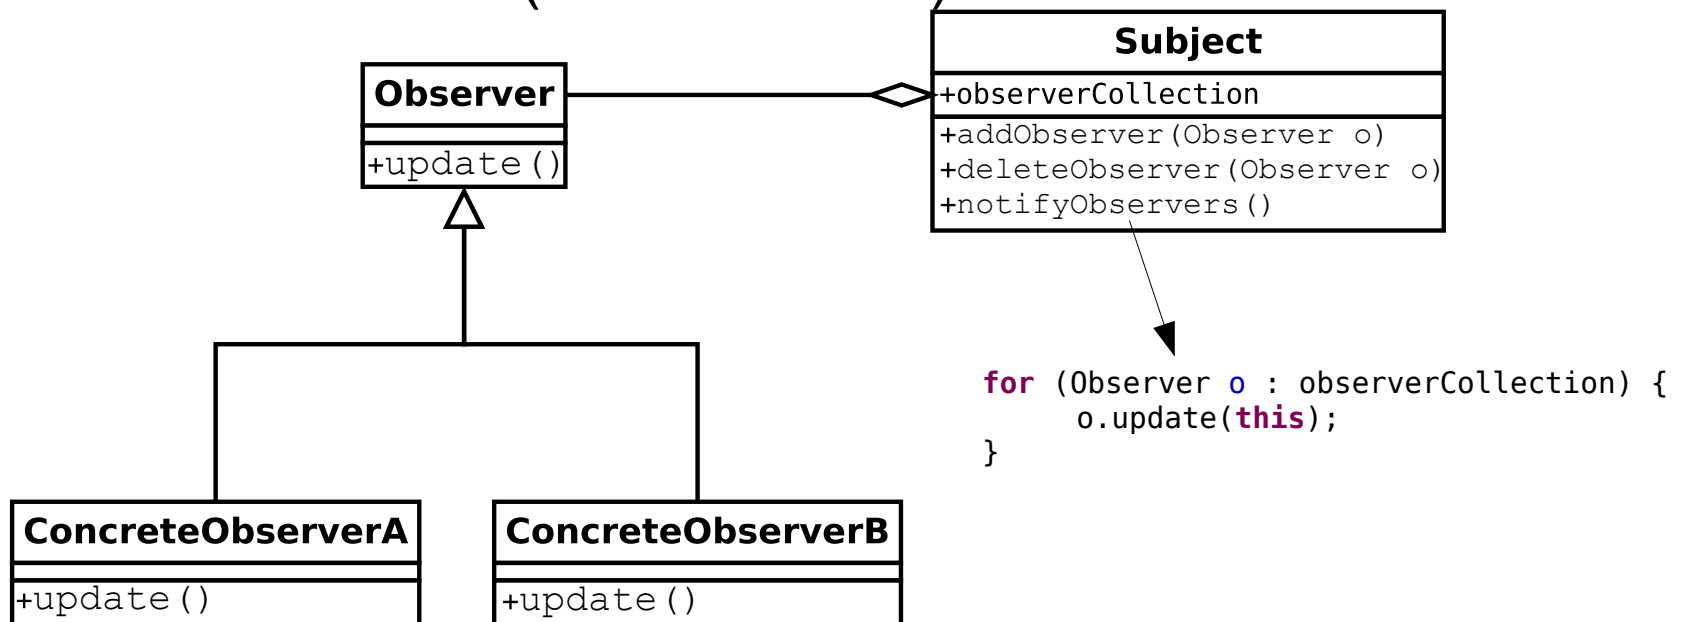 Subject
+observerCollection
+addObserver(Observer o)
+deleteObserver(Observer o)
+notifyObservers()
Observer
+update()
for (Observer o : observerCollection) {
o.update(this);
}
ConcreteObserverA
+update()
ConcreteObserverB
+update()